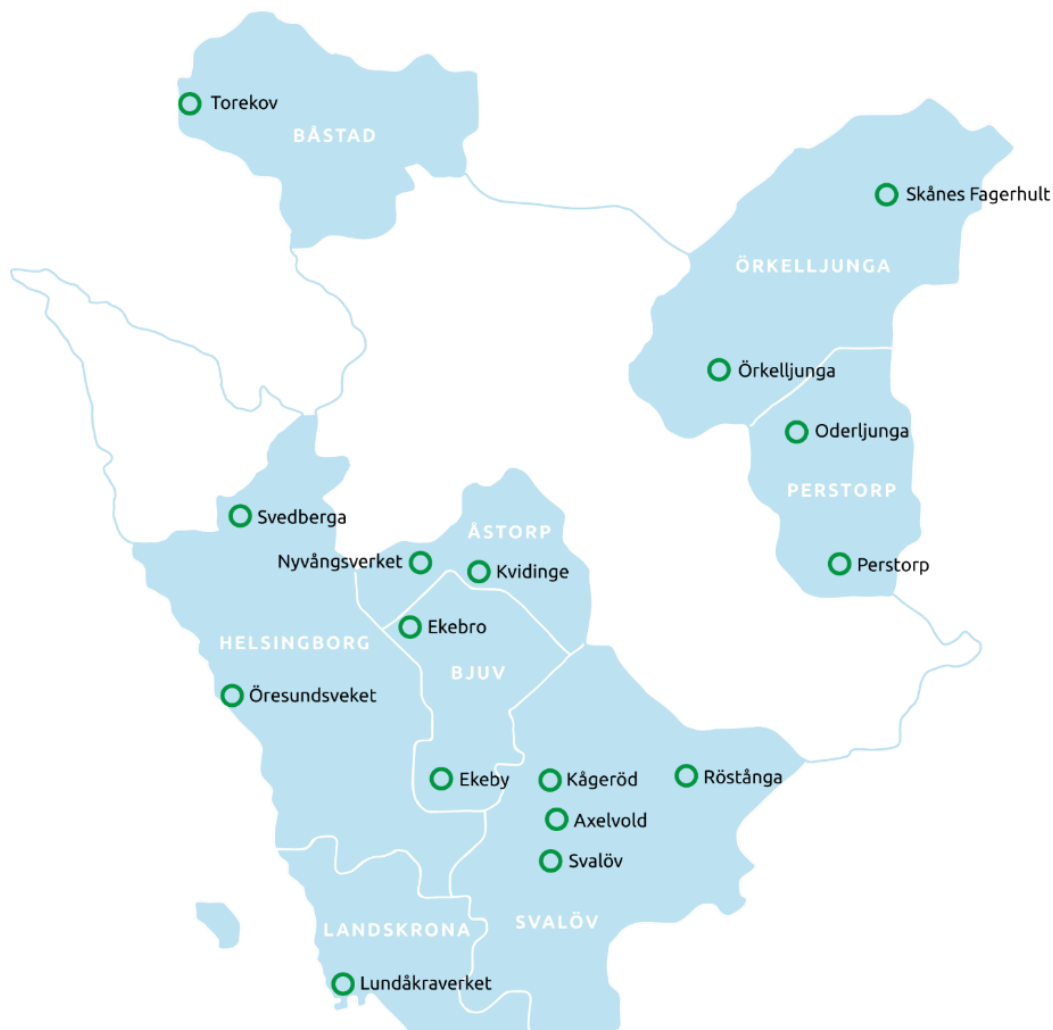 Torekov
BÅSTAD
Skånes Fagerhult
ÖRKELLJUNGA
Örkelljunga
Oderljunga
PERSTORP
Svedberga
ÅSTORP
Nyvångsverket
Kvidinge
Perstorp
Ekebro
HELSINGBORG
BJUV
Öresundsveket
Ekeby
Kågeröd
Röstånga
Axelvold
Svalöv
SVALÖV
LANDSKRONA
Lundåkraverket